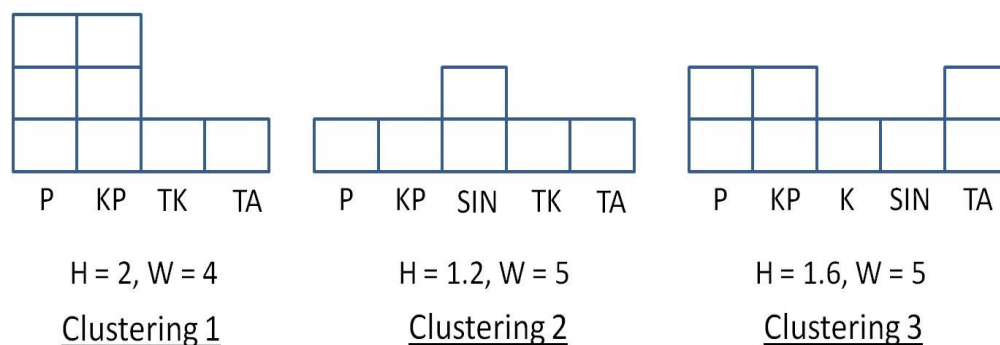 P KP TK TA
P KP SIN TK TA
P KP K SIN TA
H = 2, W = 4
H = 1.2, W = 5
H = 1.6, W = 5
Clustering 1
Clustering 2
Clustering 3